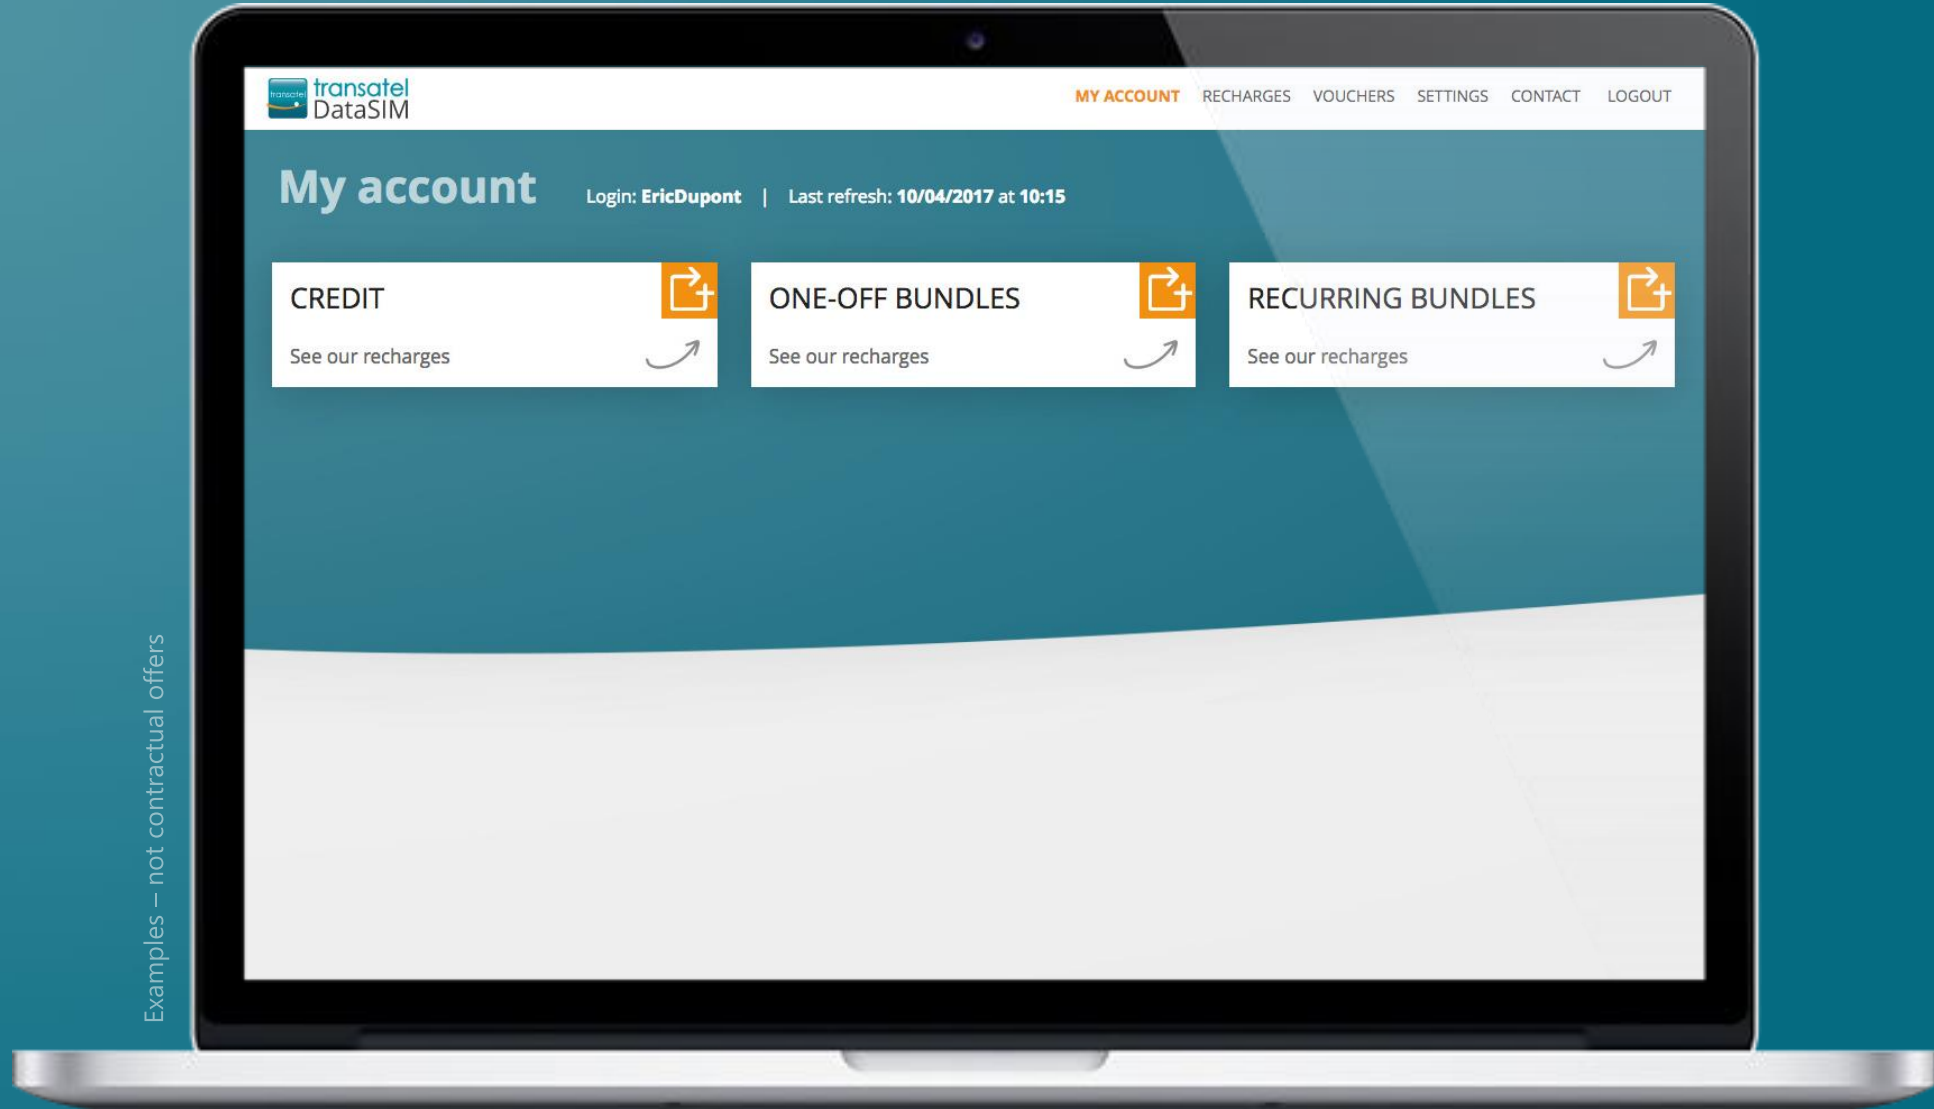 transatel
transatel
DataSIM
MY ACCOUNT RECHARGES VOUCHERS SETTINGS CONTACT LOGOUT
My account
Login: EricDupont | Last refresh: 10/04/2017 at 10:15
CREDIT
See our recharges
ONE-OFF BUNDLES
See our recharges
RECURRING BUNDLES
See our recharges
Examples – not contractual offers